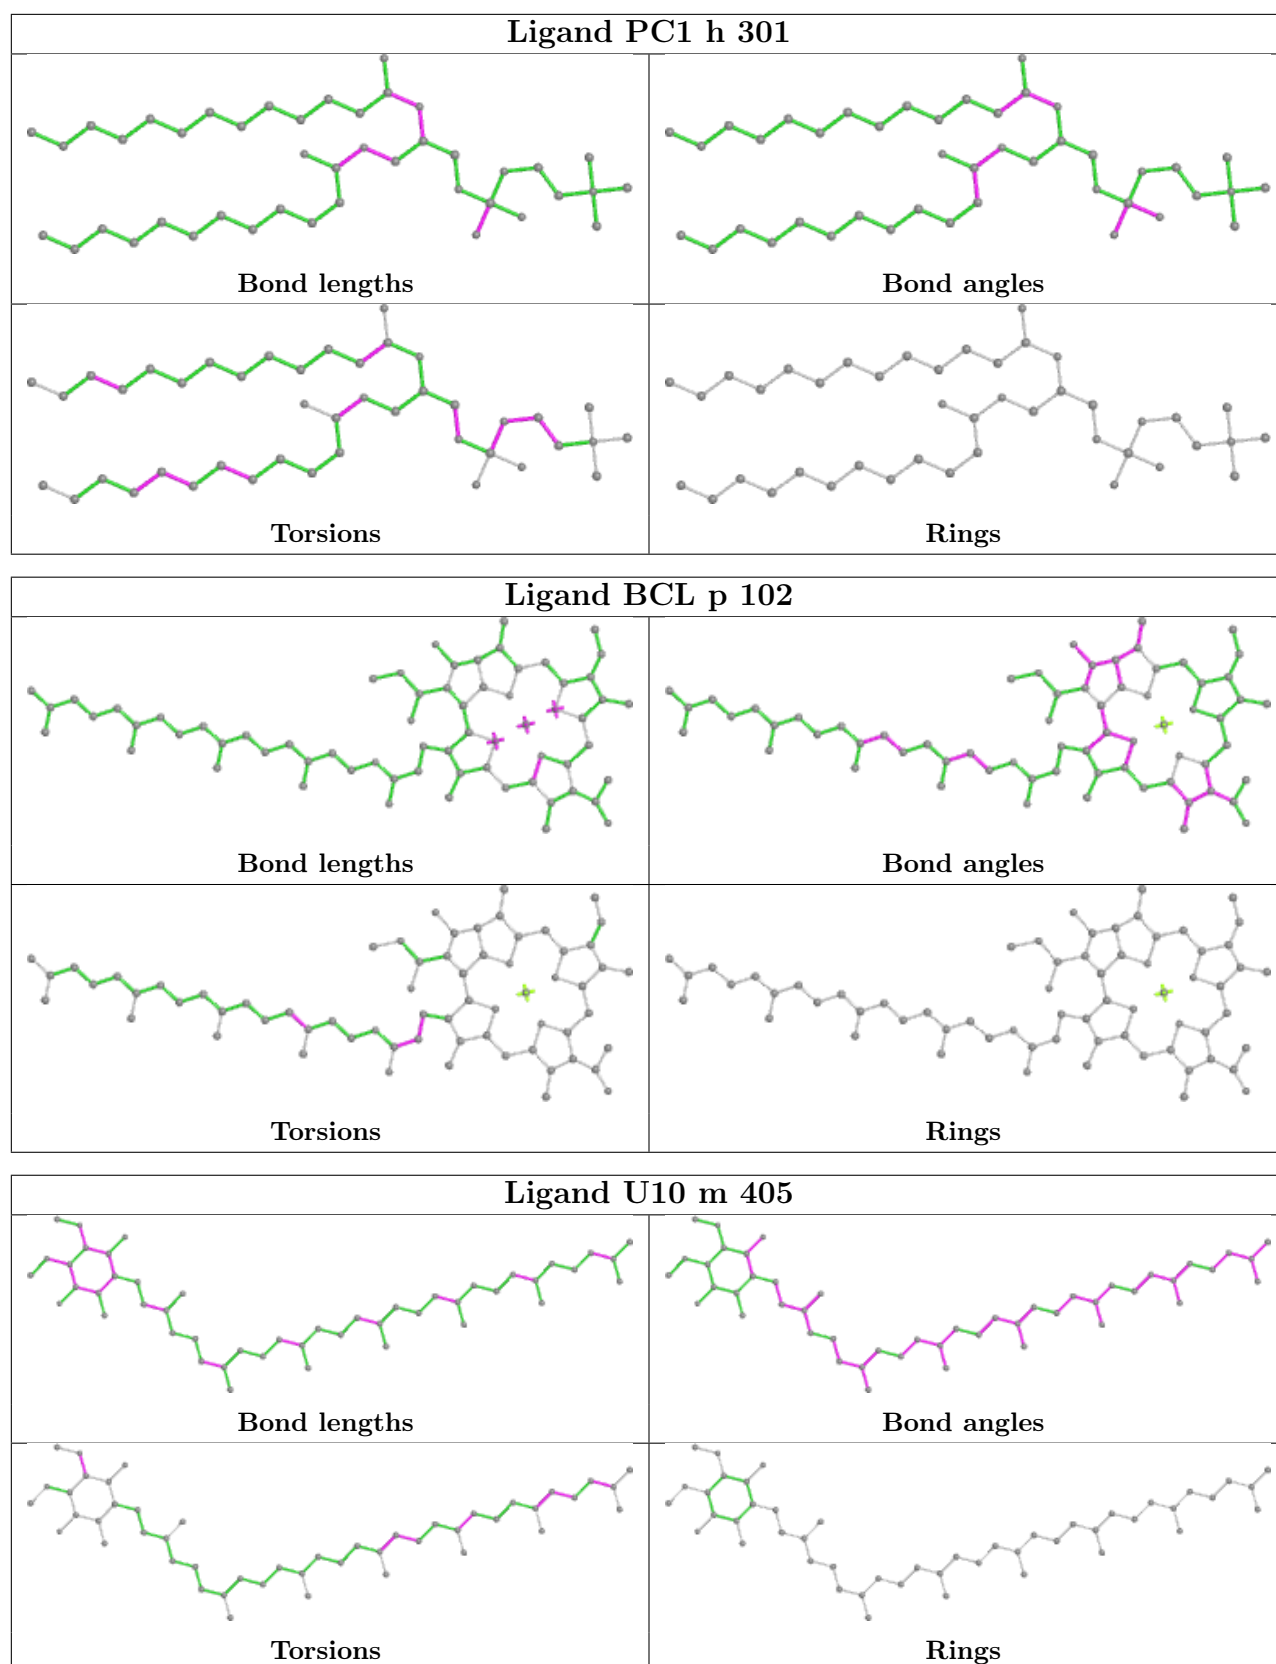 Ligand PC1 h 301
Bond lengths
Bond angles
Torsions
Rings
Ligand BCL p 102
Bond lengths
Bond angles
Torsions
Rings
Ligand U10 m 405
Bond lengths
Bond angles
Torsions
Rings